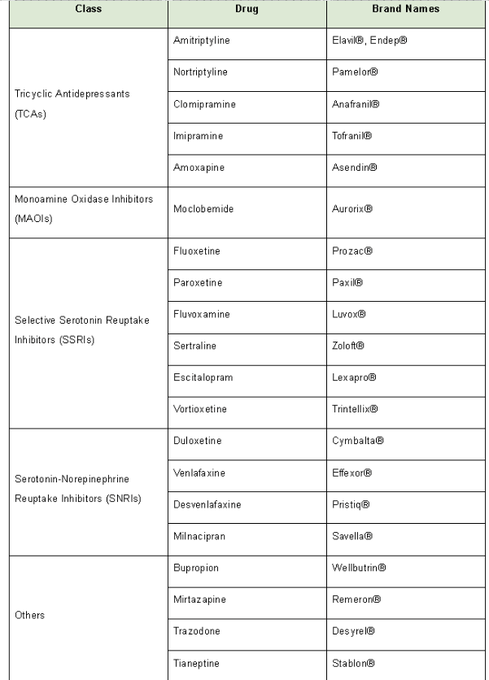 Class Drug Brand Names
Tricyclic Antidepressants
(TCAs)
Amitriptyline Elavil®, Endep®
Nortriptyline Pamelor®
Clomipramine Anafranil®
Imipramine Tofranil®
Amoxapine Asendin®
Monoamine Oxidase Inhibitors
(MAOIs)
Moclobemide Aurorix®
Selective Serotonin Reuptake
Inhibitors (SSRIs)
Fluoxetine Prozac®
Paroxetine Paxil®
Fluvoxamine Luvox®
Sertraline Zoloft®
Escitalopram Lexapro®
Vortioxetine Trintellix®
Serotonin-Norepinephrine
Reuptake Inhibitors (SNRIs)
Duloxetine Cymbalta®
Venlafaxine Effexor®
Desvenlafaxine Pristiq®
Milnacipran Savella®
Others
Bupropion Wellbutrin®
Mirtazapine Remeron®
Trazodone Desyrel®
Tianeptine Stablon®